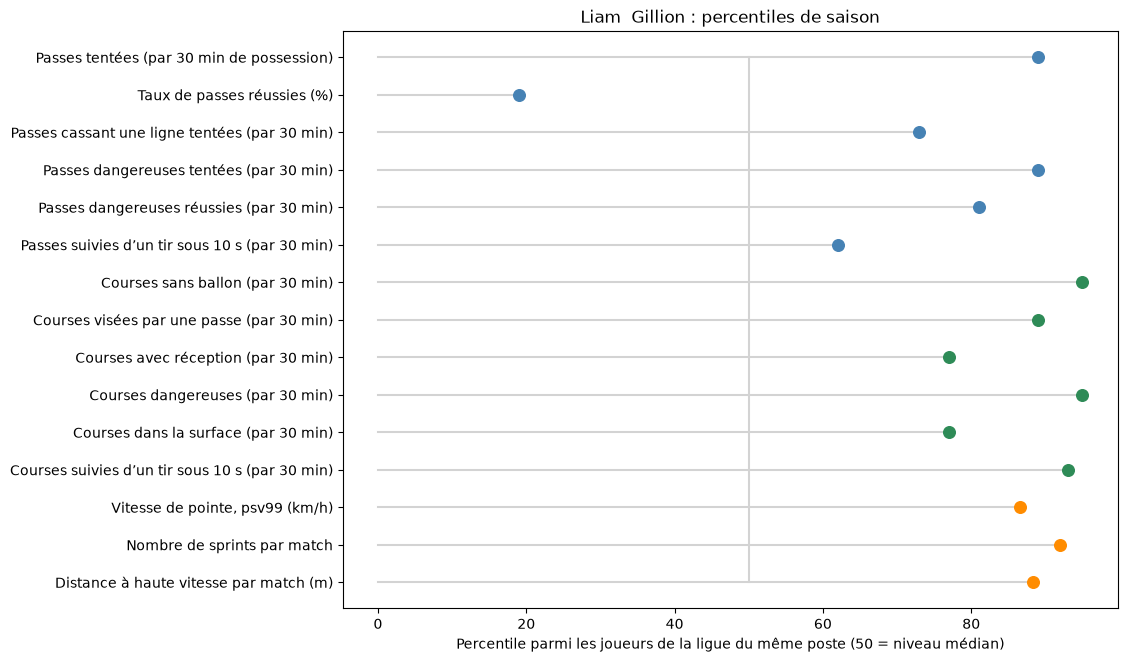 Liam  Gillion : percentiles de saison
Passes tentées (par 30 min de possession)
Taux de passes réussies (%)
Passes cassant une ligne tentées (par 30 min)
Passes dangereuses tentées (par 30 min)
Passes dangereuses réussies (par 30 min)
Passes suivies d’un tir sous 10 s (par 30 min)
Courses sans ballon (par 30 min)
Courses visées par une passe (par 30 min)
Courses avec réception (par 30 min)
Courses dangereuses (par 30 min)
Courses dans la surface (par 30 min)
Courses suivies d’un tir sous 10 s (par 30 min)
Vitesse de pointe, psv99 (km/h)
Nombre de sprints par match
Distance à haute vitesse par match (m)
0 20 40 60 80
Percentile parmi les joueurs de la ligue du même poste (50 = niveau médian)